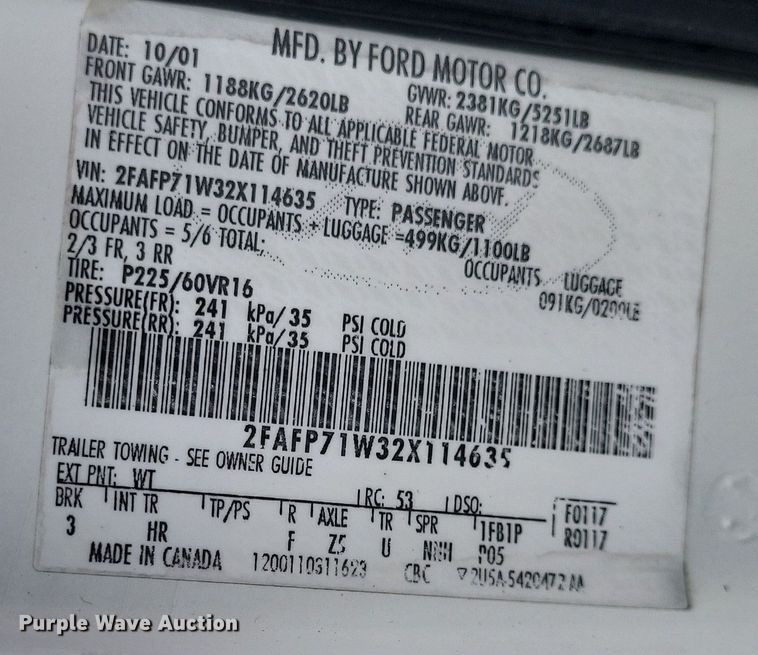 MFD. BY FORD MOTOR CO.
DATE: 10/01
GVWR: 2381KG/5251LB
FRONT GAWR: 1188KG/2620LB
REAR GAWR: 1218KG/2687LB
THIS VEHICLE CONFORMS TO ALL APPLICABLE FEDERAL MOTOR
VEHICLE SAFETY, BUMPER, AND THEFT PREVENTION STANDARDS
IN EFFECT ON THE DATE OF MANUFACTURE SHOWN ABOVE.
VIN: 2FAFP71W32X114635 TYPE: PASSENGER
MAXIMUM LOAD = OCCUPANTS + LUGGAGE =499KG/1100LB
OCCUPANTS = 5/6 TOTAL; OCCUPANTS LUGGAGE
2/3 FR, 3 RR
TIRE: P225/60VR16
PRESSURE(FR): 241 kPa/35 PSI COLD
PRESSURE(RR): 241 kPa/35 PSI COLD
2FAFP71W32X114635
TRAILER TOWING - SEE OWNER GUIDE
EXT PNT: WT RC: 53 DSO:
BRK INT TR TP/PS R AXLE TR SPR 1FB1P F0117
3 HR F Z5 U R0117
MADE IN CANADA CBC
Purple Wave Auction